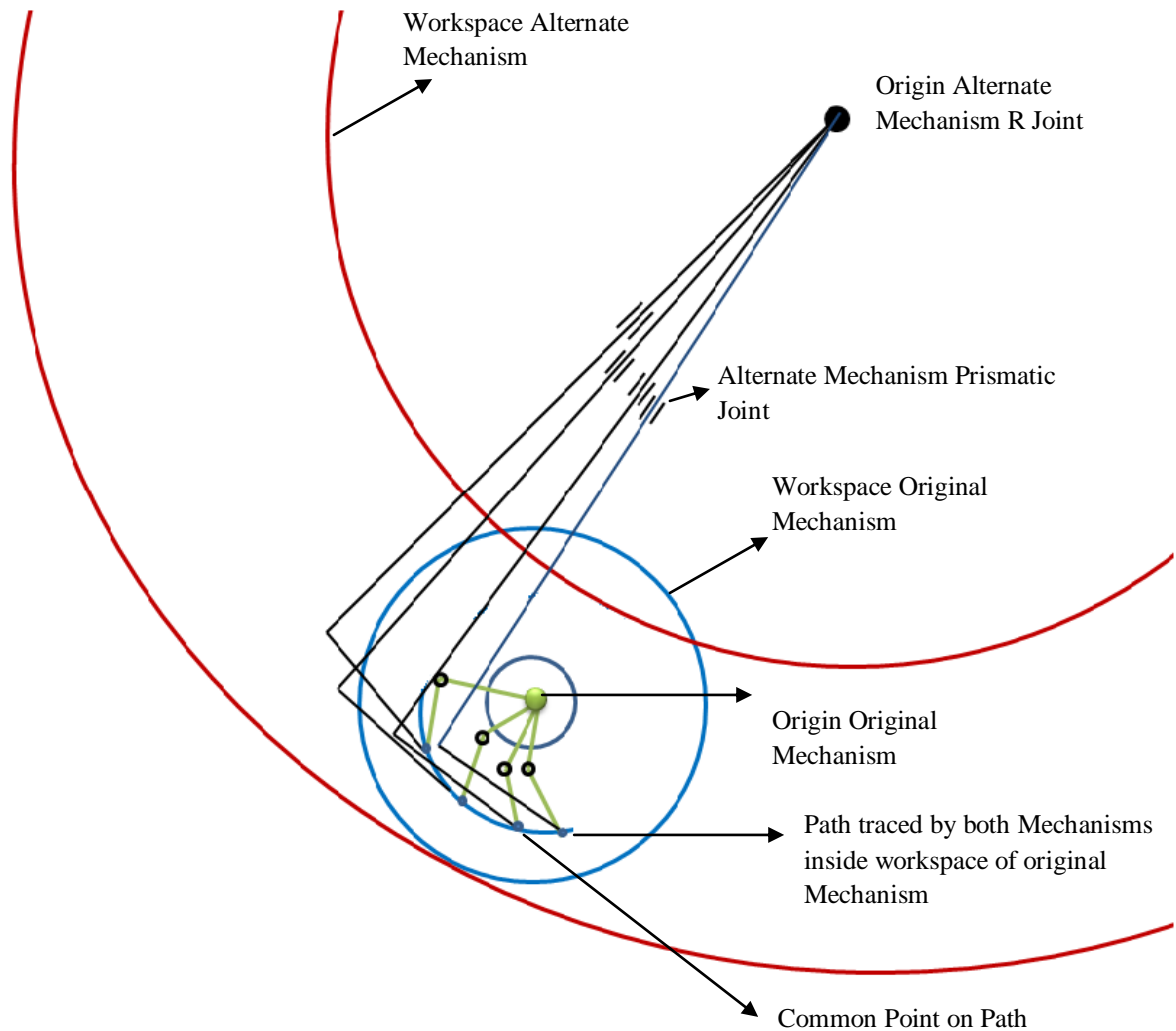 Workspace Alternate
Mechanism
Origin Alternate
Mechanism R Joint
Alternate Mechanism Prismatic
Joint
Workspace Original
Mechanism
Origin Original
Mechanism
Path traced by both Mechanisms
inside workspace of original
Mechanism
Common Point on Path